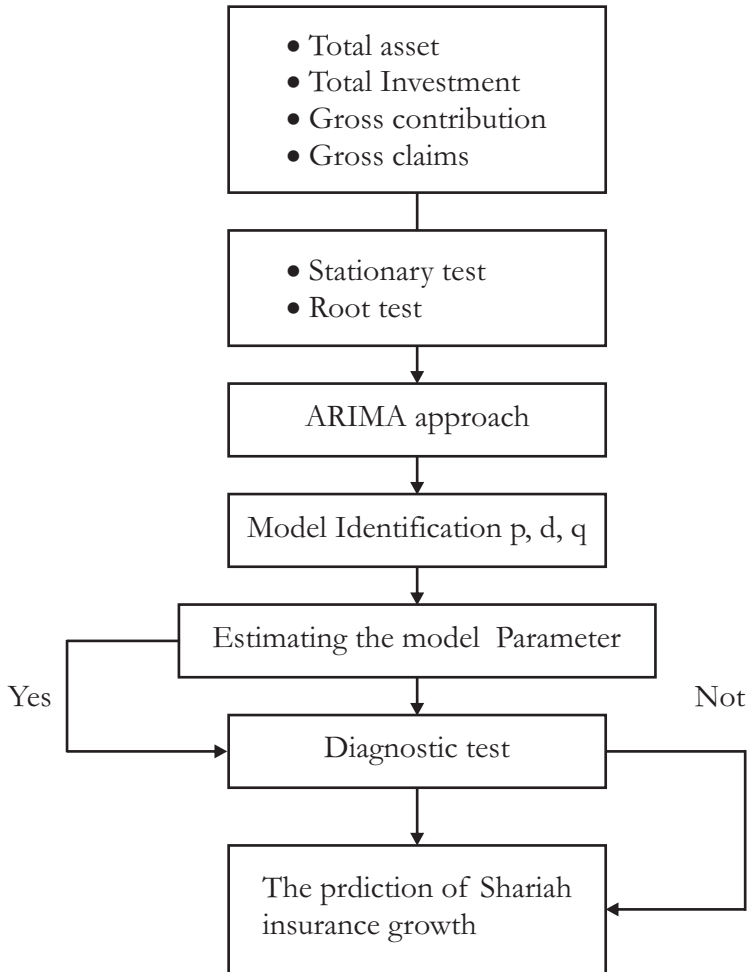 • Total asset
• Total Investment
• Gross contribution
• Gross claims
• Stationary test
• Root test
ARIMA approach
Model Identification p, d, q
Estimating the model Parameter
Yes
Not
Diagnostic test
The prdiction of Shariah
insurance growth